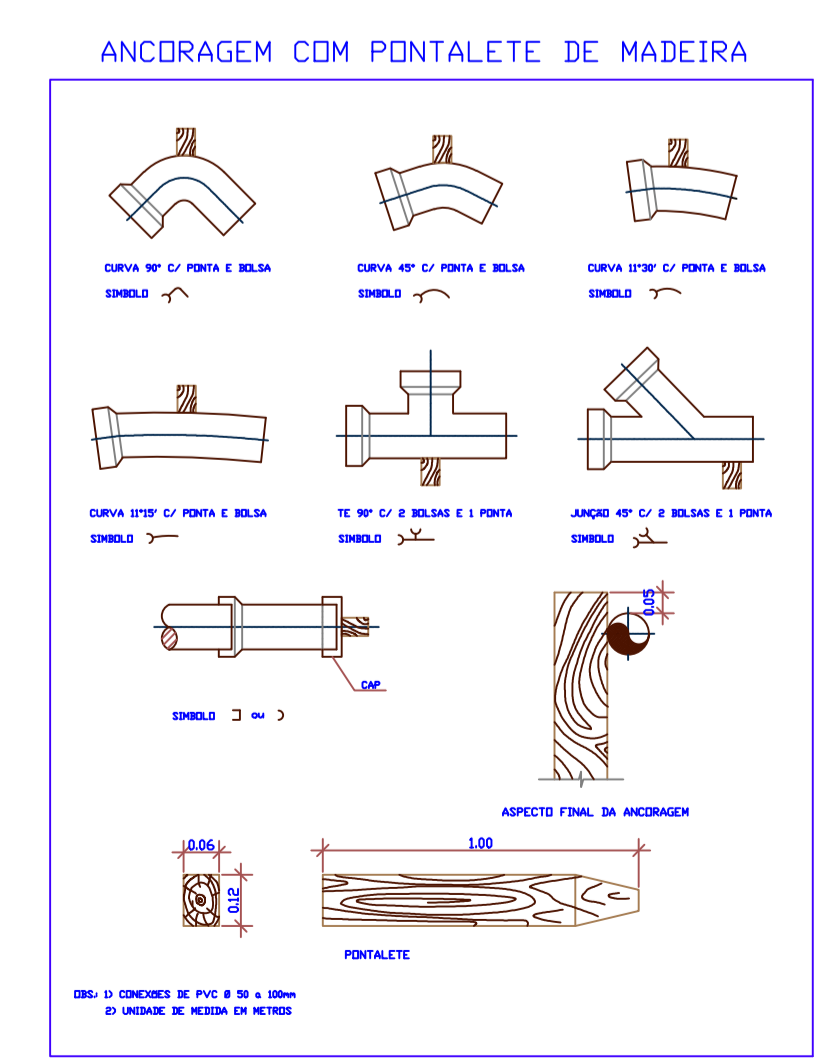 ANCORAGEM COM PONTALETE DE MADEIRA
CURVA 90° C/ PONTA E BOLSA
SIMBOLO
CURVA 45° C/ PONTA E BOLSA
SIMBOLO
CURVA 11°30' C/ PONTA E BOLSA
SIMBOLO
CURVA 11°15' C/ PONTA E BOLSA
SIMBOLO
TE 90° C/ 2 BOLSAS E 1 PONTA
SIMBOLO
JUNÇÃO 45° C/ 2 BOLSAS E 1 PONTA
SIMBOLO
CAP
SIMBOLO ou
0.05
ASPECTO FINAL DA ANCORAGEM
0.06
0.12
1.00
PONTALETE
OBS.: 1) CONEXÕES DE PVC Ø 50 a 100mm
2) UNIDADE DE MEDIDA EM METROS